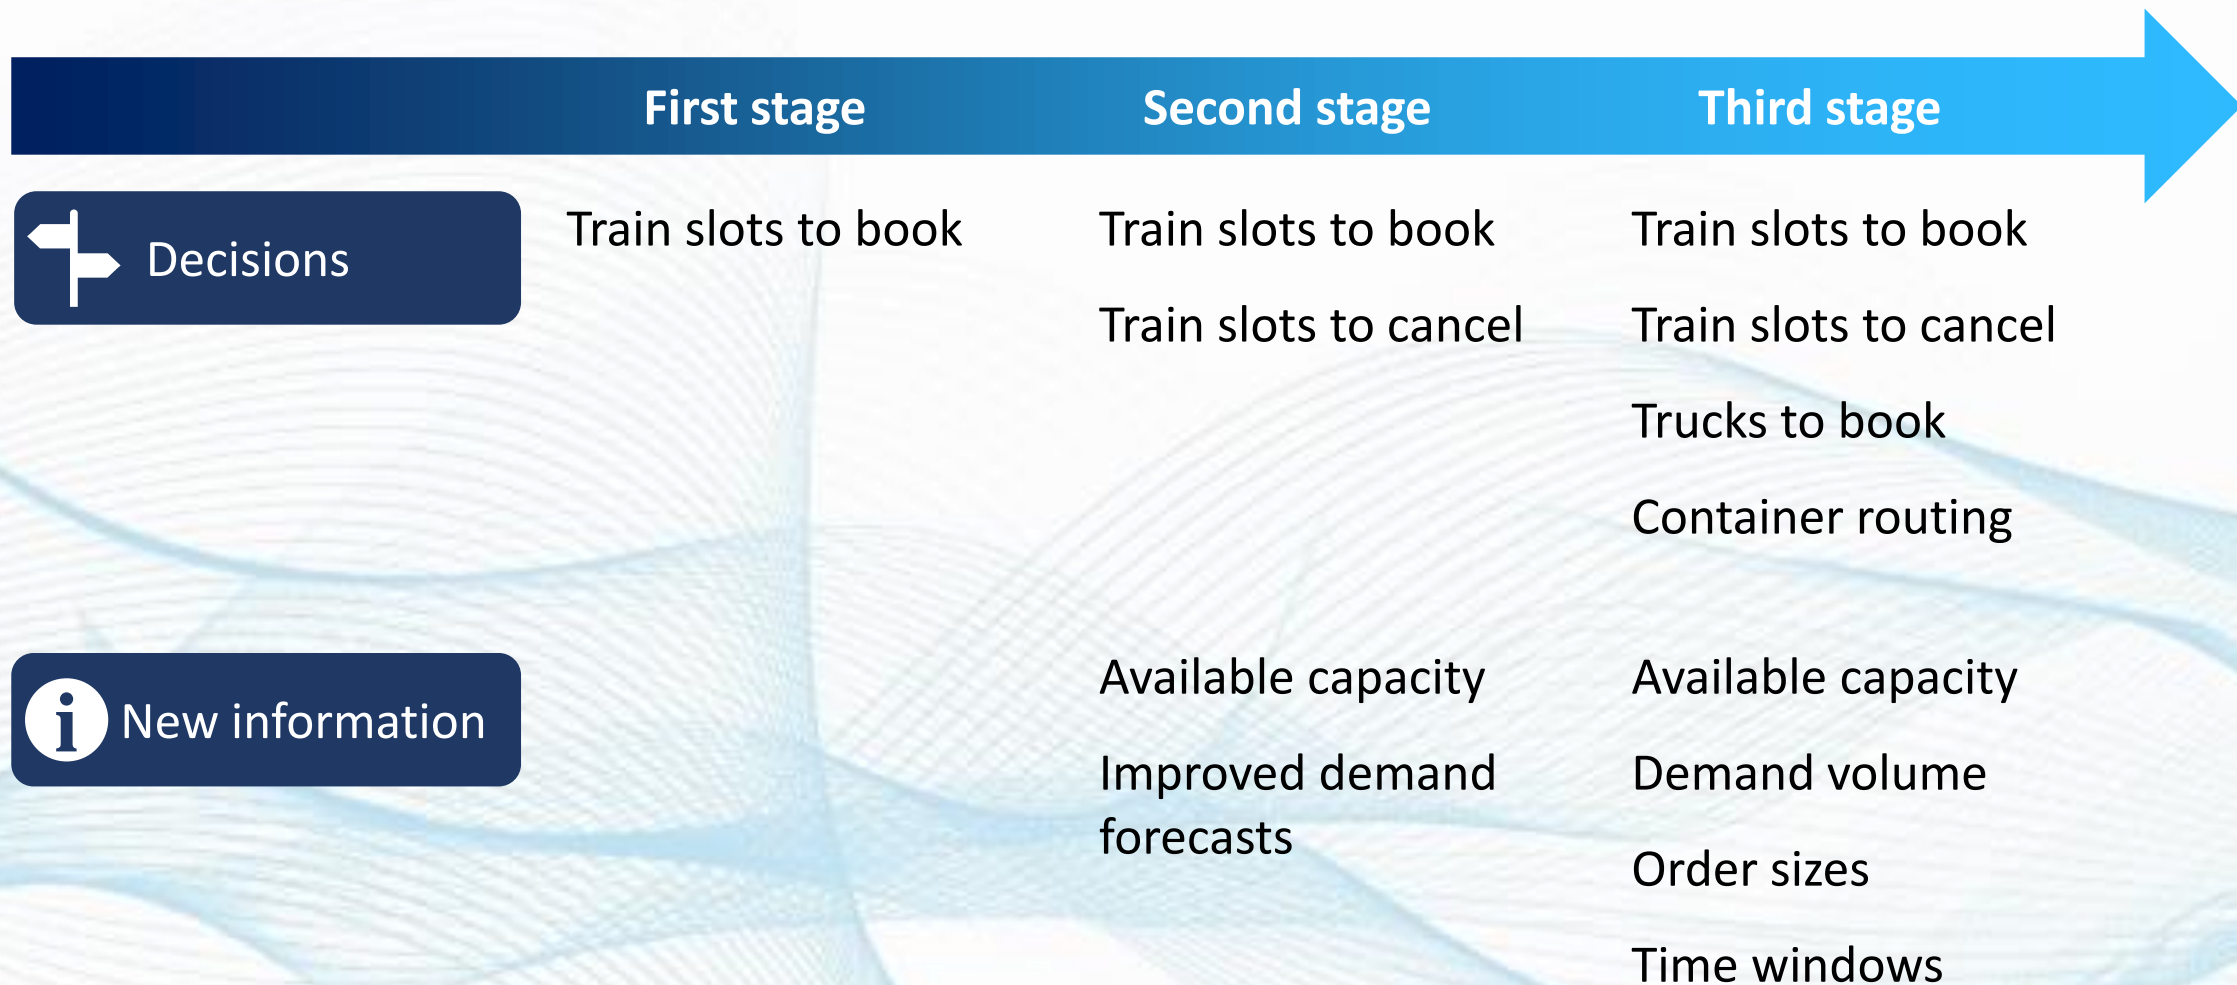 First stage
Second stage
Third stage
Decisions
Train slots to book
Train slots to book
Train slots to cancel
Train slots to book
Train slots to cancel
Trucks to book
Container routing
New information
Available capacity
Improved demand
forecasts
Available capacity
Demand volume
Order sizes
Time windows